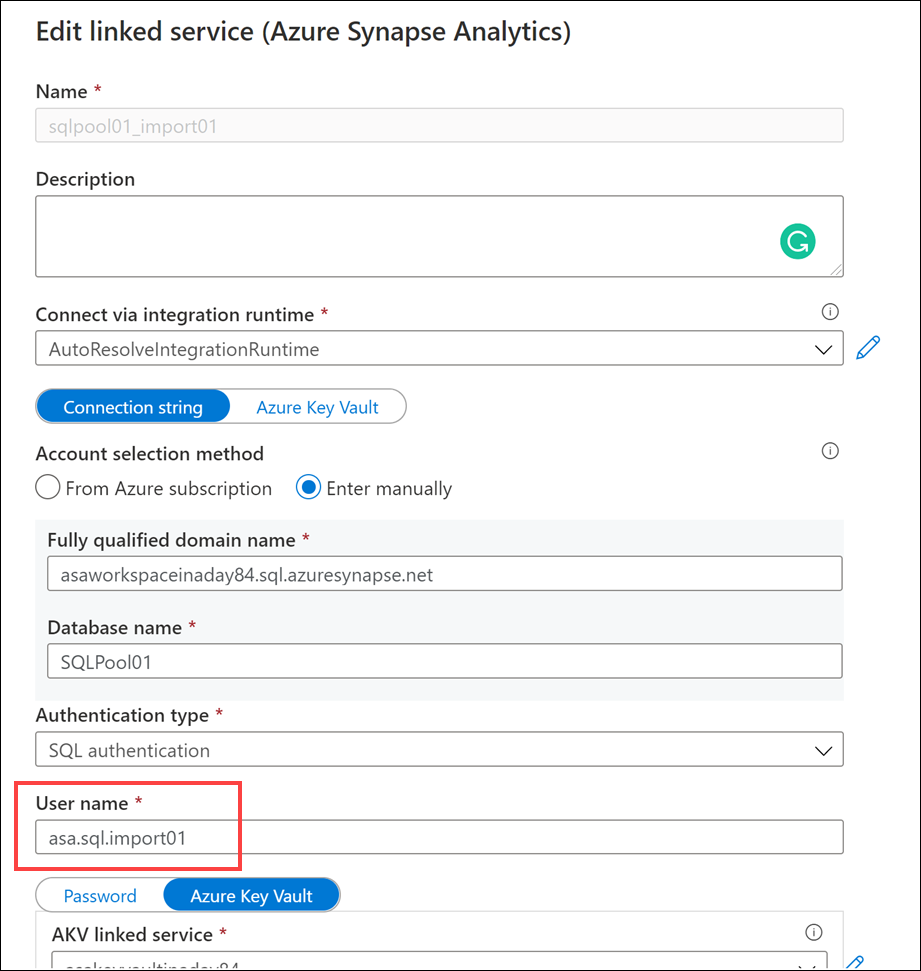 Edit linked service (Azure Synapse Analytics)
Name *
sqlpool01_import01
Description
Connect via integration runtime *
AutoResolveIntegrationRuntime
Connection string Azure Key Vault
Account selection method
From Azure subscription Enter manually
Fully qualified domain name *
asaworkspaceinaday84.sql.azuresynapse.net
Database name *
SQLPool01
Authentication type *
SQL authentication
User name *
asa.sql.import01
Password Azure Key Vault
AKV linked service *
asakeyvaultinaday84